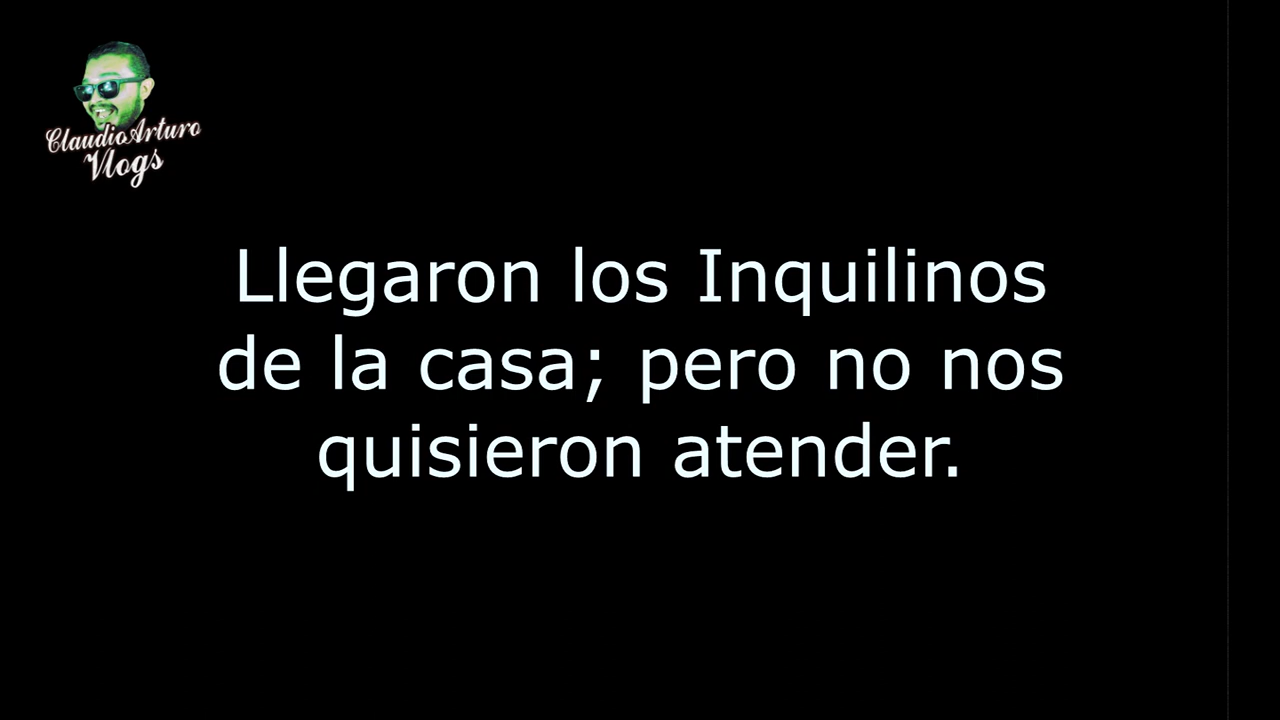 ClaudioArturo
Vlogs
Llegaron los Inquilinos
de la casa; pero no nos
quisieron atender.